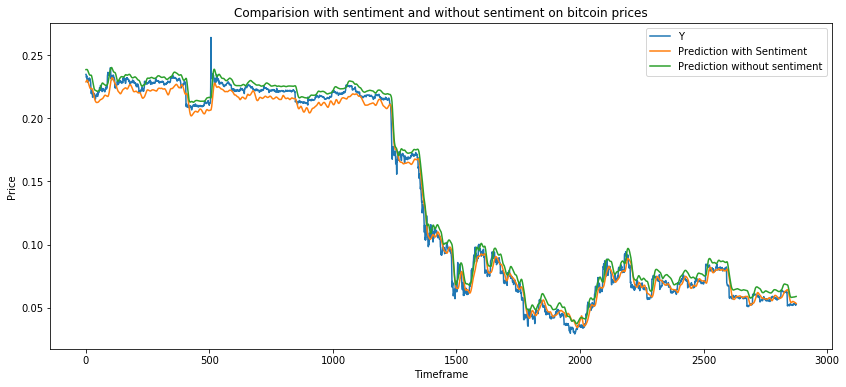 Comparision with sentiment and without sentiment on bitcoin prices
Y
Prediction with Sentiment
Prediction without sentiment
Price
0.25
0.20
0.15
0.10
0.05
0
500
1000
1500
2000
2500
3000
Timeframe